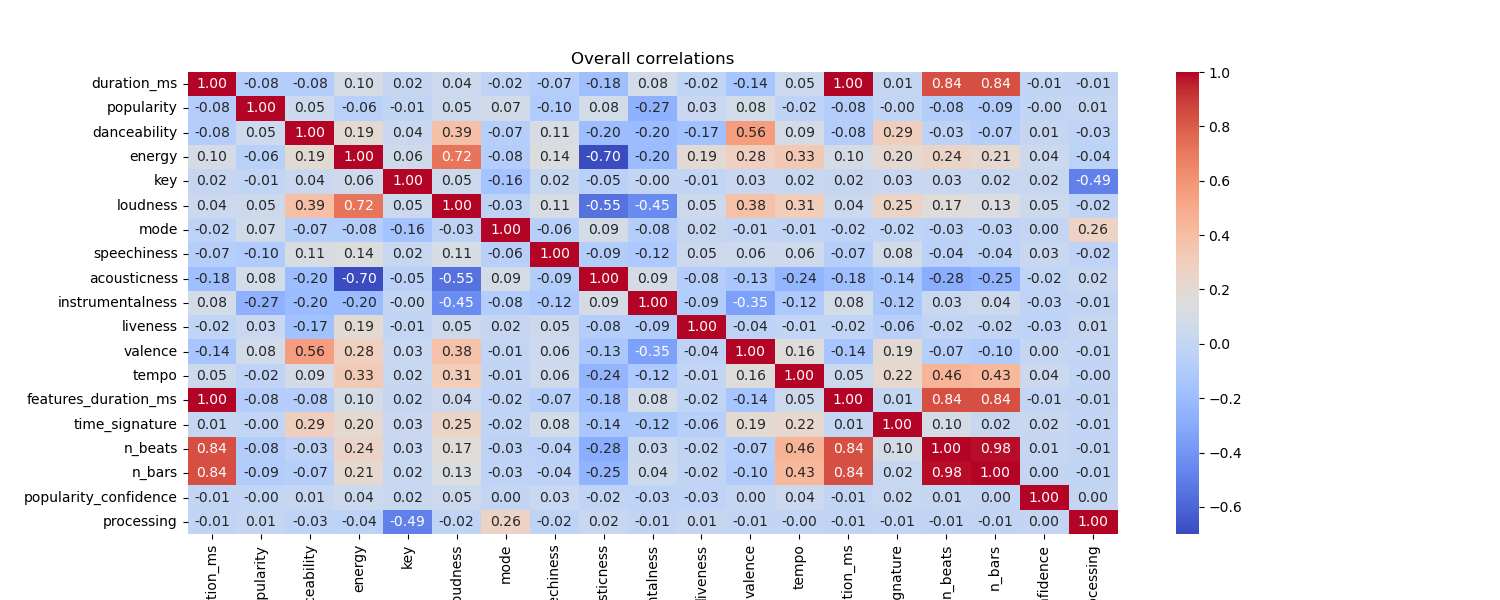 Overall correlations
duration_ms 1.00 -0.08 -0.08 0.10 0.02 0.04 -0.02 -0.07 -0.18 0.08 -0.02 -0.14 0.05 1.00 0.01 0.84 0.84 -0.01 -0.01
popularity -0.08 1.00 0.05 -0.06 -0.01 0.05 0.07 -0.10 0.08 -0.27 0.03 0.08 -0.02 -0.08 -0.00 -0.08 -0.09 -0.00 0.01
danceability -0.08 0.05 1.00 0.19 0.04 0.39 -0.07 0.11 -0.20 -0.20 -0.17 0.56 0.09 -0.08 0.29 -0.03 -0.07 0.01 -0.03
energy 0.10 -0.06 0.19 1.00 0.06 0.72 -0.08 0.14 -0.70 -0.20 0.19 0.28 0.33 0.10 0.20 0.24 0.21 0.04 -0.04
key 0.02 -0.01 0.04 0.06 1.00 0.05 -0.16 0.02 -0.05 -0.00 -0.01 0.03 0.02 0.02 0.03 0.03 0.02 0.02 -0.49
loudness 0.04 0.05 0.39 0.72 0.05 1.00 -0.03 0.11 -0.55 -0.45 0.05 0.38 0.31 0.04 0.25 0.17 0.13 0.05 -0.02
mode -0.02 0.07 -0.07 -0.08 -0.16 -0.03 1.00 -0.06 0.09 -0.08 0.02 -0.01 -0.01 -0.02 -0.02 -0.03 -0.03 0.00 0.26
speechiness -0.07 -0.10 0.11 0.14 0.02 0.11 -0.06 1.00 -0.09 -0.12 0.05 0.06 0.06 -0.07 0.08 -0.04 -0.04 0.03 -0.02
acousticness -0.18 0.08 -0.20 -0.70 -0.05 -0.55 0.09 -0.09 1.00 0.09 -0.08 -0.13 -0.24 -0.18 -0.14 -0.28 -0.25 -0.02 0.02
instrumentalness 0.08 -0.27 -0.20 -0.20 -0.00 -0.45 -0.08 -0.12 0.09 1.00 -0.09 -0.35 -0.12 0.08 -0.12 0.03 0.04 -0.03 -0.01
liveness -0.02 0.03 -0.17 0.19 -0.01 0.05 0.02 0.05 -0.08 -0.09 1.00 -0.04 -0.01 -0.02 -0.06 -0.02 -0.02 -0.03 0.01
valence -0.14 0.08 0.56 0.28 0.03 0.38 -0.01 0.06 -0.13 -0.35 -0.04 1.00 0.16 -0.14 0.19 -0.07 -0.10 0.00 -0.01
tempo 0.05 -0.02 0.09 0.33 0.02 0.31 -0.01 0.06 -0.24 -0.12 -0.01 0.16 1.00 0.05 0.22 0.46 0.43 0.04 -0.00
features_duration_ms 1.00 -0.08 -0.08 0.10 0.02 0.04 -0.02 -0.07 -0.18 0.08 -0.02 -0.14 0.05 1.00 0.01 0.84 0.84 -0.01 -0.01
time_signature 0.01 -0.00 0.29 0.20 0.03 0.25 -0.02 0.08 -0.14 -0.12 -0.06 0.19 0.22 0.01 1.00 0.10 0.02 0.02 -0.01
n_beats 0.84 -0.08 -0.03 0.24 0.03 0.17 -0.03 -0.04 -0.28 0.03 -0.02 -0.07 0.46 0.84 0.10 1.00 0.98 0.01 -0.01
n_bars 0.84 -0.09 -0.07 0.21 0.02 0.13 -0.03 -0.04 -0.25 0.04 -0.02 -0.10 0.43 0.84 0.02 0.98 1.00 0.00 -0.01
popularity_confidence -0.01 -0.00 0.01 0.04 0.02 0.05 0.00 0.03 -0.02 -0.03 -0.03 0.00 0.04 -0.01 0.02 0.01 0.00 1.00 0.00
processing -0.01 0.01 -0.03 -0.04 -0.49 -0.02 0.26 -0.02 0.02 -0.01 0.01 -0.01 -0.00 -0.01 -0.01 -0.01 -0.01 0.00 1.00
tion_ms
pularity
ceability
energy
key
oudness
mode
echiness
sticness
ntalness
liveness
valence
tempo
tion_ms
gnature
n_beats
n_bars
nfidence
ocessing
1.0
0.8
0.6
0.4
0.2
0.0
−0.2
−0.4
−0.6